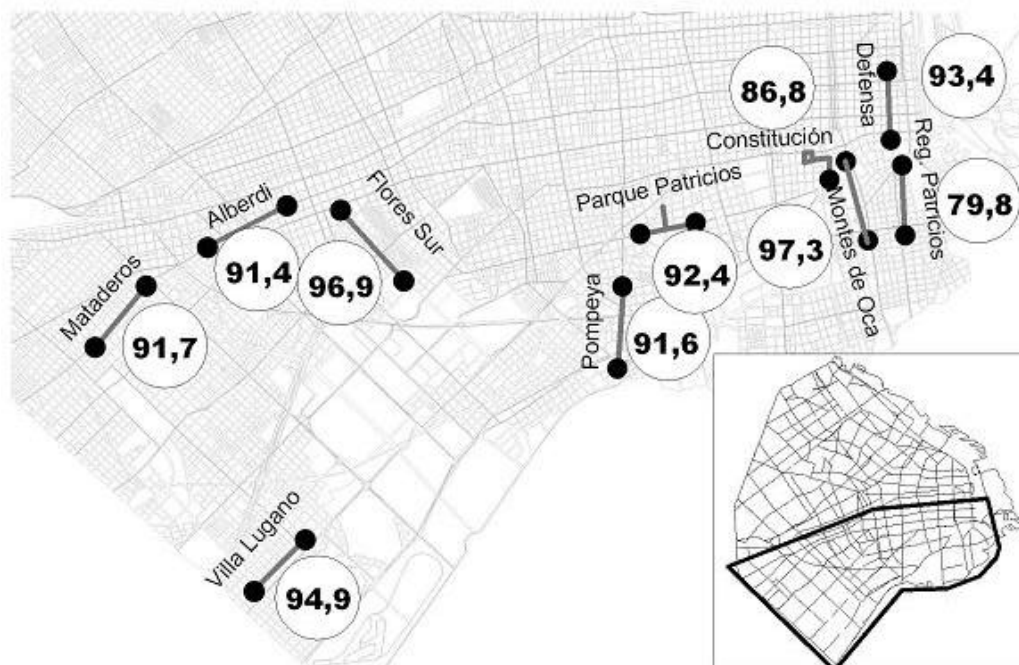 Defensa
93,4
86,8
Constitución
Reg. Patricios
79,8
Montes de Oca
97,3
Parque Patricios
92,4
Flores Sur
96,9
Alberdi
91,4
Mataderos
91,7
Pompeya
91,6
Villa Lugano
94,9